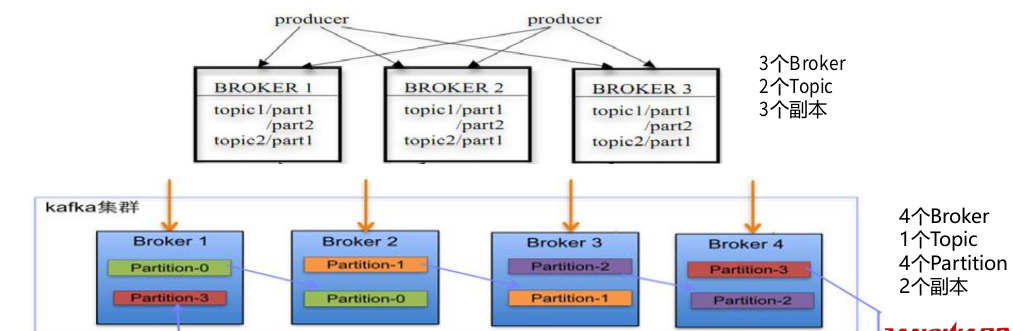 producer producer
3个Broker
2个Topic
3个副本
BROKER 1
topic1/part1
/part2
topic2/part1
BROKER 2
topic1/part1
/part2
topic2/part1
BROKER 3
topic1/part1
/part2
topic2/part1
kafka集群
Broker 1
Partition-0
Partition-3
Broker 2
Partition-1
Partition-0
Broker 3
Partition-2
Partition-1
Broker 4
Partition-3
Partition-2
4个Broker
1个Topic
4个Partition
2个副本